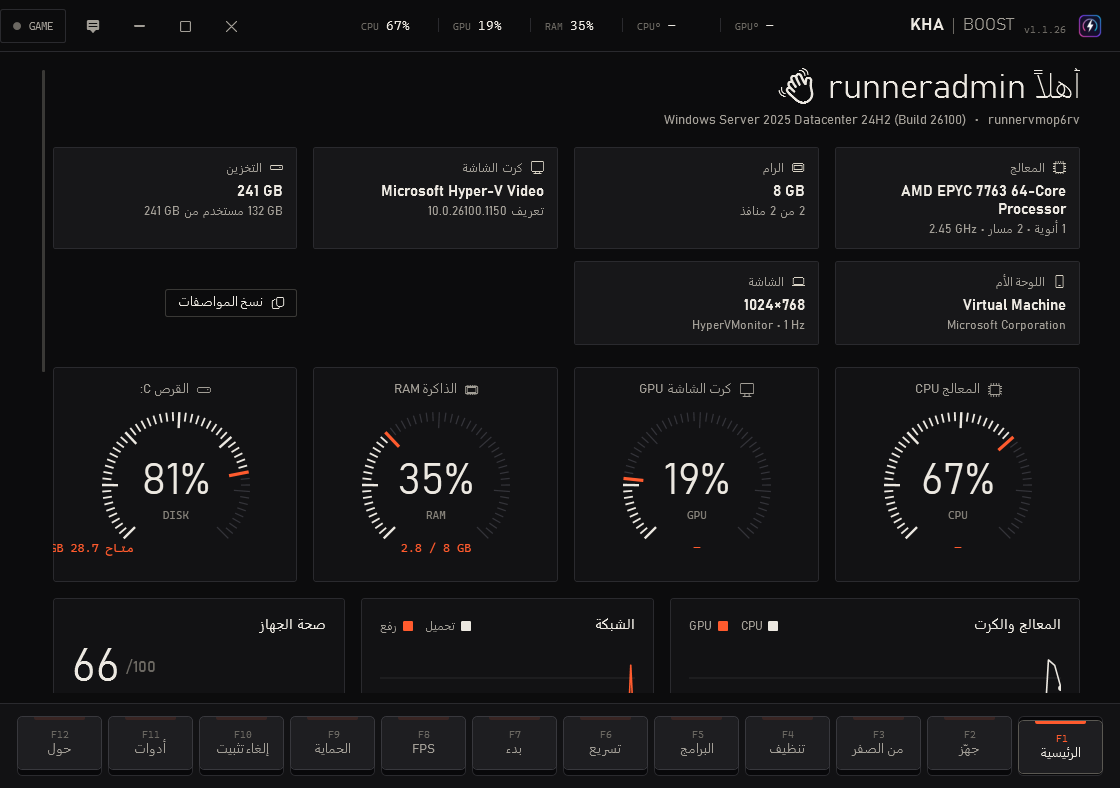 KHA | BOOST v1.1.26
CPU 67%
GPU 19%
RAM 35%
CPU° —
GPU° —
GAME
أهلاً runneradmin
Windows Server 2025 Datacenter 24H2 (Build 26100) • runnervmop6rv
المعالج
AMD EPYC 7763 64-Core
Processor
1 أنوية • 2 مسار • 2.45 GHz
الرام
8 GB
2 من 2 منافذ
كرت الشاشة
Microsoft Hyper-V Video
تعريف 10.0.26100.1150
التخزين
241 GB
132 GB مستخدم من 241 GB
اللوحة الأم
Virtual Machine
Microsoft Corporation
الشاشة
1024×768
HyperVMonitor • 1 Hz
نسخ المواصفات
المعالج CPU
67%
CPU
—
كرت الشاشة GPU
19%
GPU
—
الذاكرة RAM
35%
RAM
2.8 / 8 GB
القرص C:
81%
DISK
متاح 28.7 GB
المعالج والكرت
CPU
GPU
الشبكة
تحميل
رفع
صحة الجهاز
66 /100
F1
الرئيسية
F2
جهّز
F3
من الصفر
F4
تنظيف
F5
البرامج
F6
تسريع
F7
بدء
F8
FPS
F9
الحماية
F10
إلغاء تثبيت
F11
أدوات
F12
حول